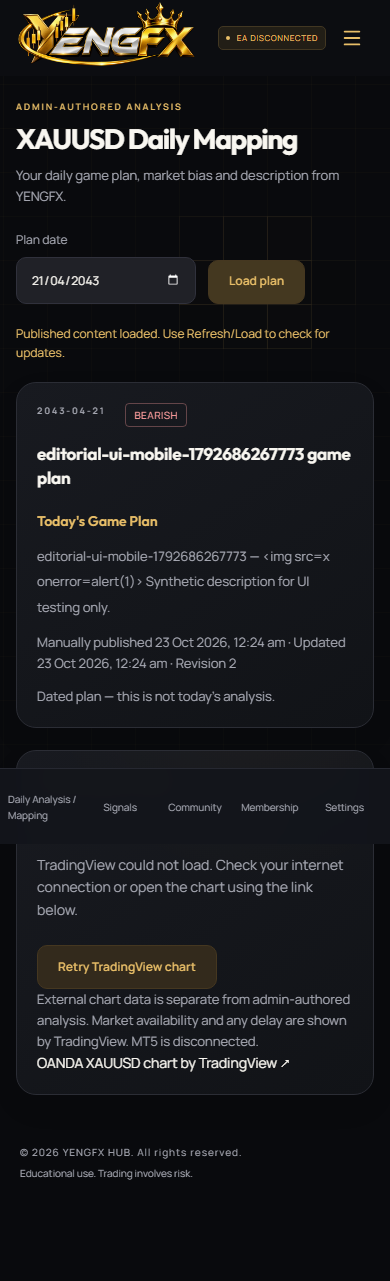 YENGFX
EA DISCONNECTED
ADMIN-AUTHORED ANALYSIS
XAUUSD Daily Mapping
Your daily game plan, market bias and description from
YENGFX.
Plan date
21/04/2043
Load plan
Published content loaded. Use Refresh/Load to check for
updates.
2043-04-21
BEARISH
editorial-ui-mobile-1792686267773 game
plan
Today's Game Plan
editorial-ui-mobile-1792686267773 — <img src=x
onerror=alert(1)> Synthetic description for UI
testing only.
Manually published 23 Oct 2026, 12:24 am · Updated
23 Oct 2026, 12:24 am · Revision 2
Dated plan — this is not today's analysis.
Daily Analysis /
Mapping
Signals
Community
Membership
Settings
TradingView could not load. Check your internet
connection or open the chart using the link
below.
Retry TradingView chart
External chart data is separate from admin-authored
analysis. Market availability and any delay are shown
by TradingView. MT5 is disconnected.
OANDA XAUUSD chart by TradingView ↗
© 2026 YENGFX HUB. All rights reserved.
Educational use. Trading involves risk.